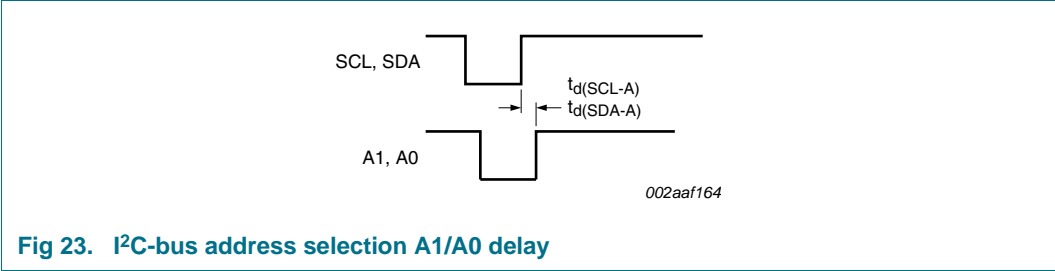 SCL, SDA
td(SCL-A)
td(SDA-A)
A1, A0
002aaf164
Fig 23. I²C-bus address selection A1/A0 delay